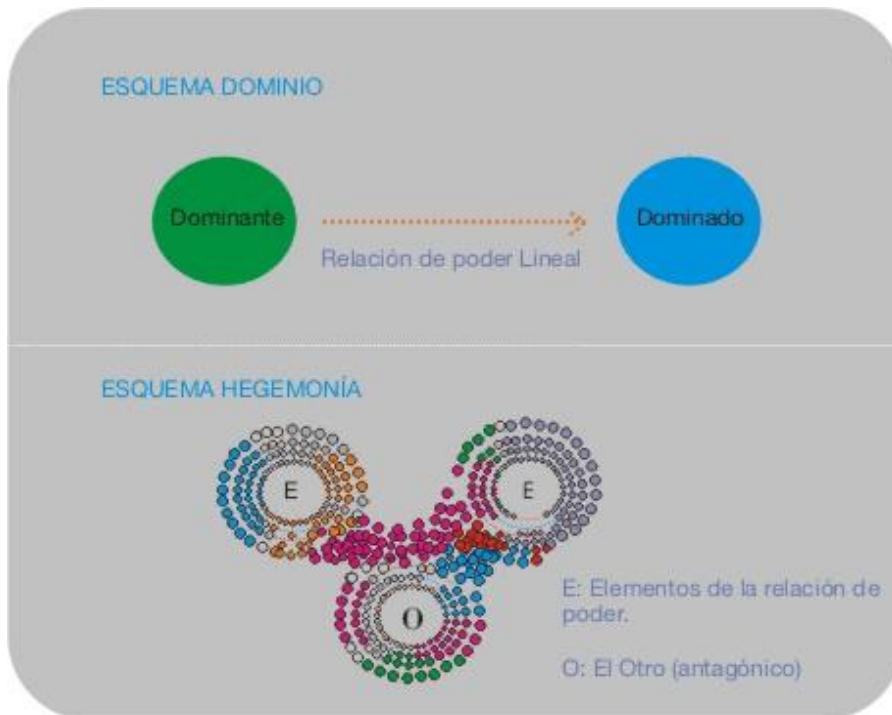 ESQUEMA DOMINIO
Dominante
Dominado
Relación de poder Lineal
ESQUEMA HEGEMONÍA
E
E
O
E: Elementos de la relación de
poder.
O: El Otro (antagónico)